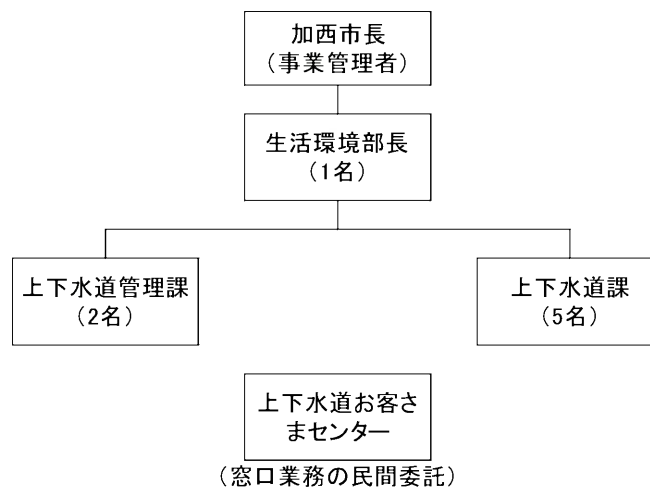 加西市長
（事業管理者）
生活環境部長
（1名）
上下水道管理課
（2名）
上下水道課
（5名）
上下水道お客さ
まセンター
（窓口業務の民間委託）